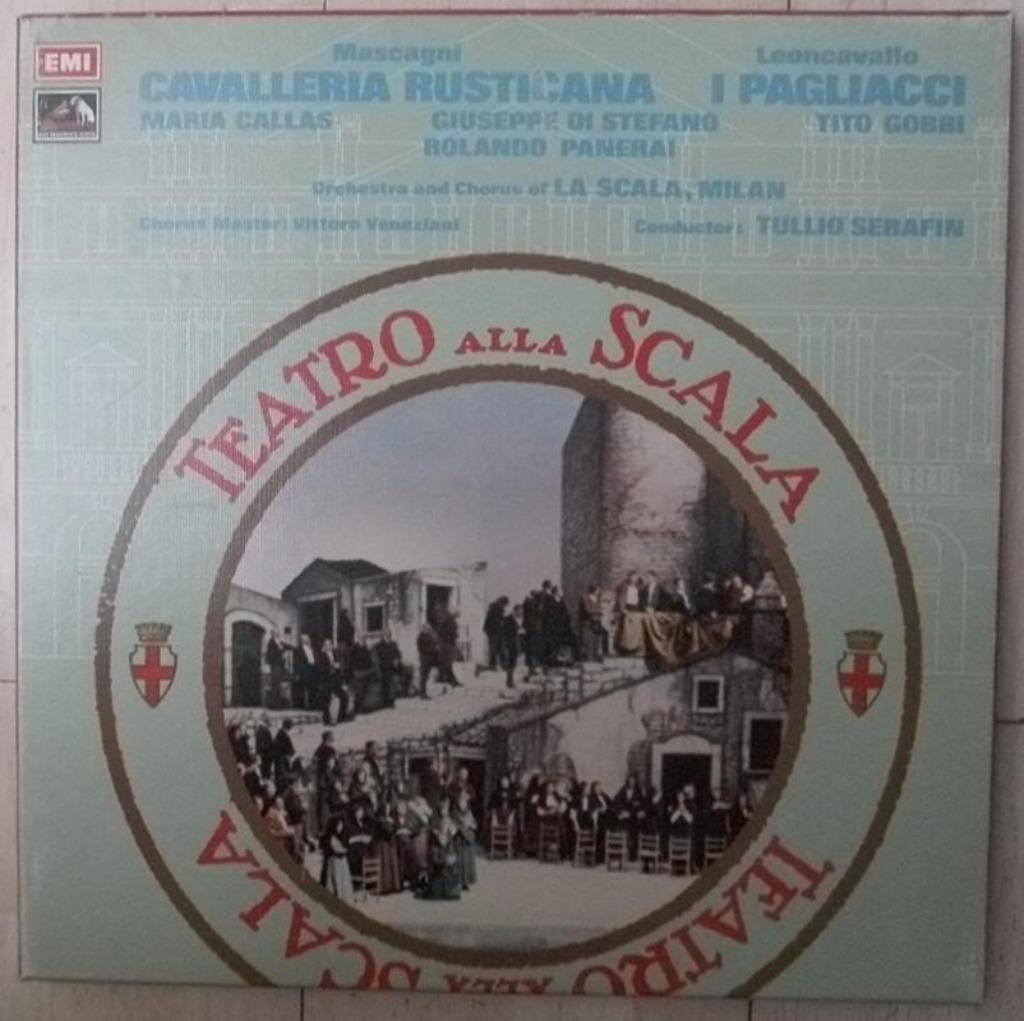 EMI
Mascagni Leoncavallo
CAVALLERIA RUSTICANA I PAGLIACCI
MARIA CALLAS GIUSEPPE DI STEFANO TITO GOBBI
ROLANDO PANERAI
Orchestra and Chorus of LA SCALA, MILAN
Chorus Master: Vittore Veneziani Conductor: TULLIO SERAFIN
TEATRO ALLA SCALA
TEATRO ALLA SCALA